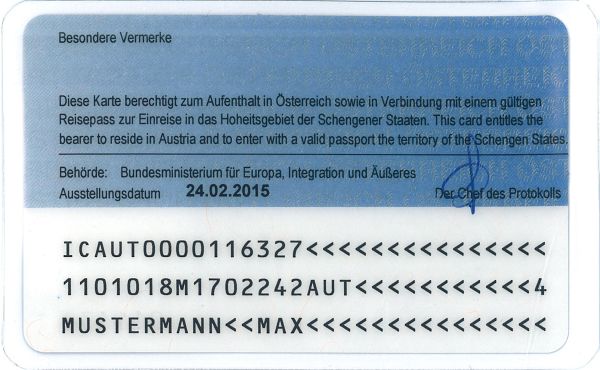 Besondere Vermerke
Diese Karte berechtigt zum Aufenthalt in Österreich sowie in Verbindung mit einem gültigen
Reisepass zur Einreise in das Hoheitsgebiet der Schengener Staaten. This card entitles the
bearer to reside in Austria and to enter with a valid passport the territory of the Schengen States.
Behörde: Bundesministerium für Europa, Integration und Äußeres
Ausstellungsdatum 24.02.2015 Der Chef des Protokolls
ICAUT0000116327<<<<<<<<<<<<<<<
1101018M1702242AUT<<<<<<<<<<<4
MUSTERMANN<<MAX<<<<<<<<<<<<<<<